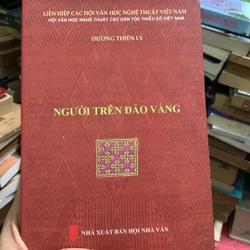 LIÊN HIỆP CÁC HỘI VĂN HỌC NGHỆ THUẬT VIỆT NAM
HỘI VĂN HỌC NGHỆ THUẬT CÁC DÂN TỘC THIỂU SỐ VIỆT NAM
DƯƠNG THIÊN LÝ
NGƯỜI TRÊN ĐẢO VẮNG
NHÀ XUẤT BẢN HỘI NHÀ VĂN